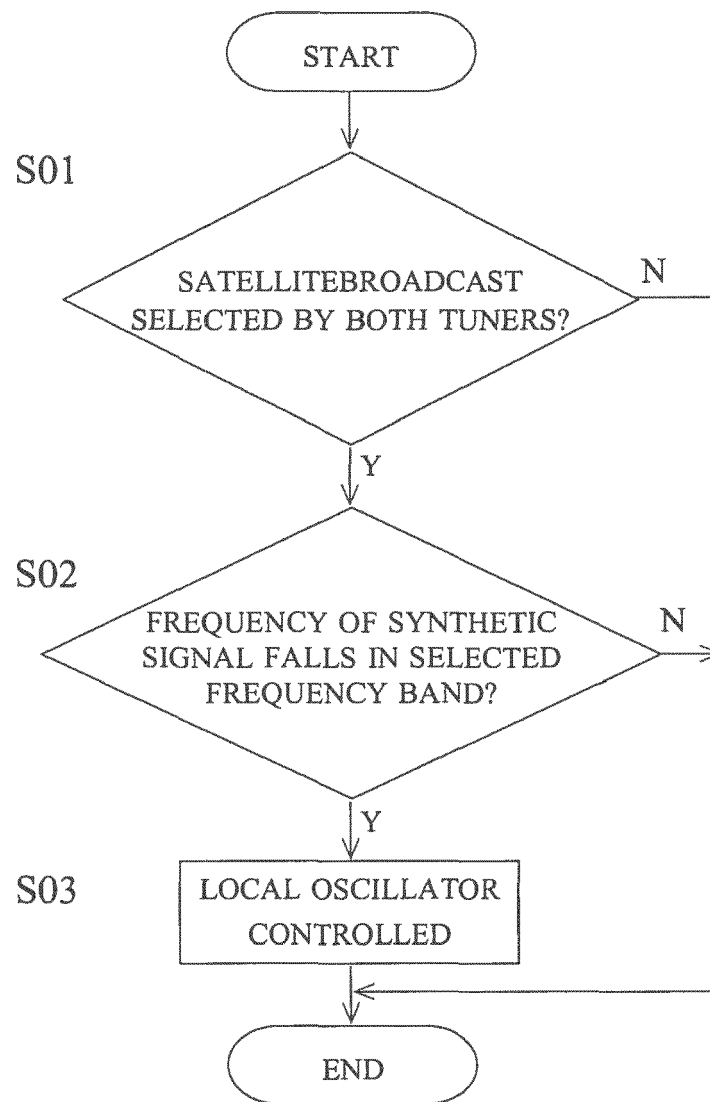 START
S01
SATELLITEBROADCAST
SELECTED BY BOTH TUNERS?
N
Y
S02
FREQUENCY OF SYNTHETIC
SIGNAL FALLS IN SELECTED
FREQUENCY BAND?
N
Y
S03
LOCAL OSCILLATOR
CONTROLLED
END